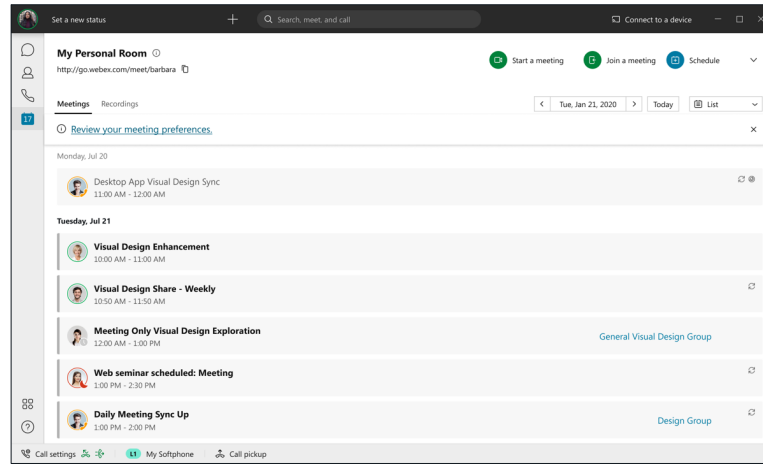 Set a new status
Search, meet, and call
Connect to a device
My Personal Room
http://go.webex.com/meet/barbara
Start a meeting
Join a meeting
Schedule
Meetings
Recordings
Tue, Jan 21, 2020
Today
List
17
Review your meeting preferences.
Monday, Jul 20
Desktop App Visual Design Sync
11:00 AM - 12:00 AM
Tuesday, Jul 21
Visual Design Enhancement
10:00 AM - 11:00 AM
Visual Design Share - Weekly
10:50 AM - 11:50 AM
Meeting Only Visual Design Exploration
12:00 AM - 1:00 PM
General Visual Design Group
Web seminar scheduled: Meeting
1:00 PM - 2:30 PM
Daily Meeting Sync Up
1:00 PM - 2:00 PM
Design Group
Call settings
L1 My Softphone
Call pickup